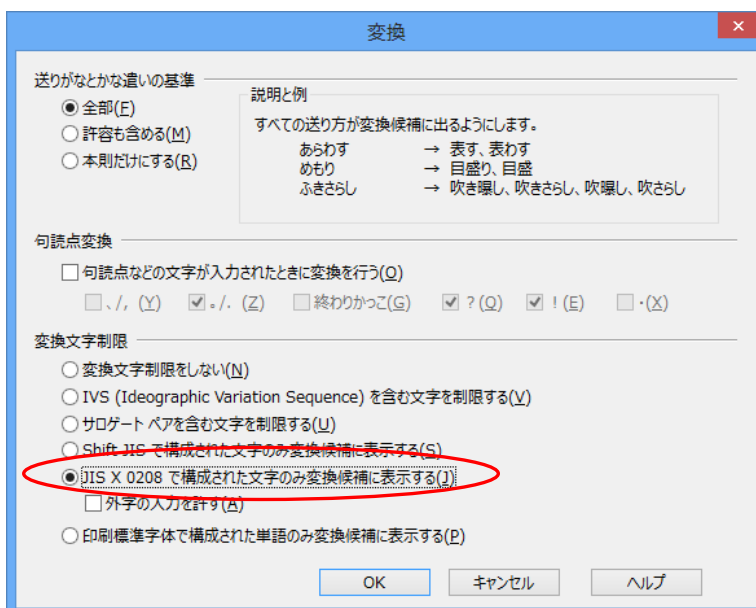 変換
送りがなとかな遣いの基準
全部(F)
許容も含める(M)
本則だけにする(R)
説明と例
すべての送り方が変換候補に出るようにします。
あらわす → 表す、表わす
めもり → 目盛り、目盛
ふきさらし → 吹き曝し、吹きさらし、吹曝し、吹さらし
句読点変換
句読点などの文字が入力されたときに変換を行う(O)
、/, (Y) 。/. (Z) 終わりかっこ(G) ? (Q) ! (E) ・(X)
変換文字制限
変換文字制限をしない(N)
IVS (Ideographic Variation Sequence) を含む文字を制限する(V)
サロゲート ペアを含む文字を制限する(U)
Shift JIS で構成された文字のみ変換候補に表示する(S)
JIS X 0208 で構成された文字のみ変換候補に表示する(J)
外字の入力を許す(A)
印刷標準字体で構成された単語のみ変換候補に表示する(P)
OK キャンセル ヘルプ